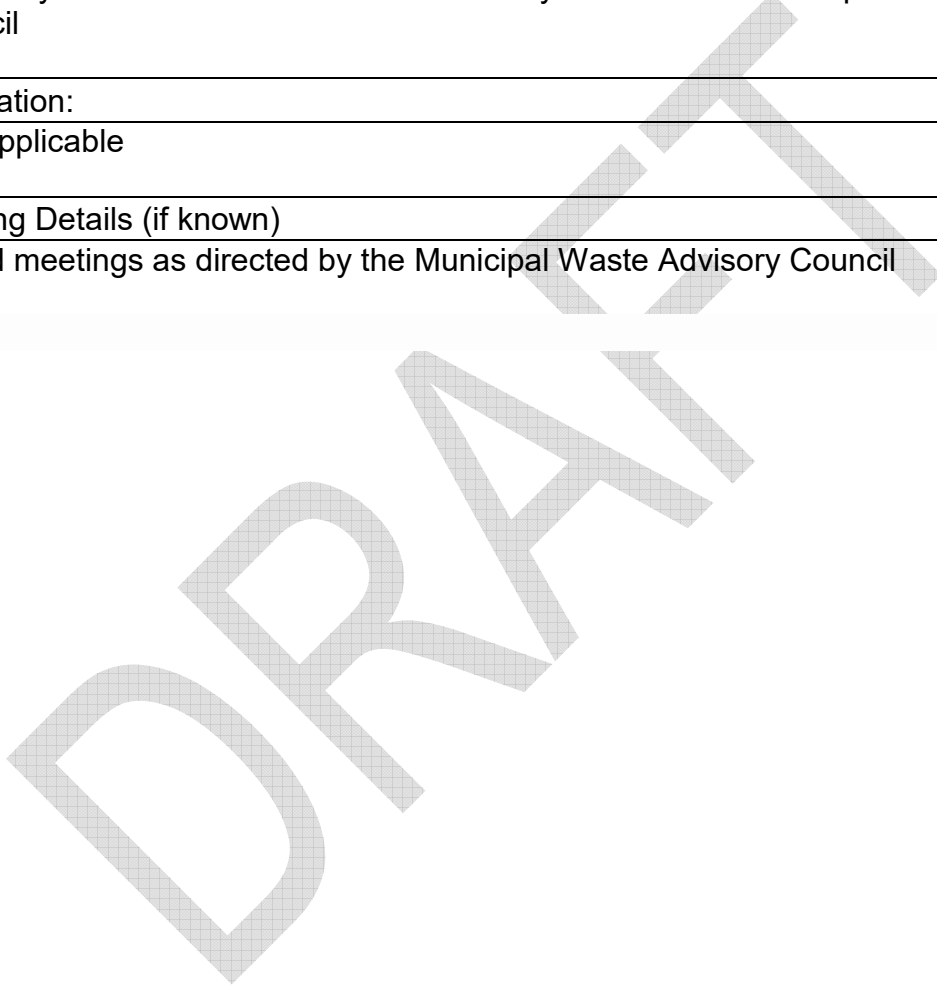 cil
ation:
pplicable
ng Details (if known)
l meetings as directed by the Municipal Waste Advisory Council
DRAFT